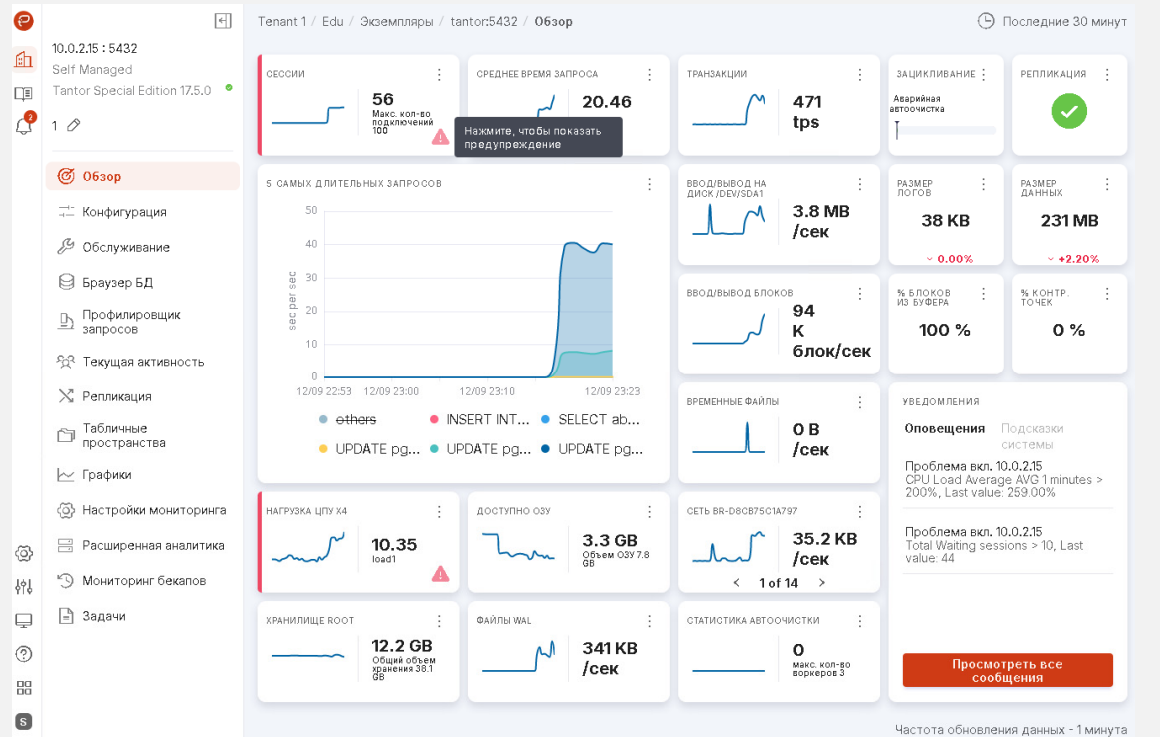 Tenant 1 / Edu / Экземпляры / tantor:5432 / Обзор
Последние 30 минут
10.0.2.15 : 5432
Self Managed
Tantor Special Edition 17.5.0
2
1
Обзор
Конфигурация
Обслуживание
Браузер БД
Профилировщик
запросов
Текущая активность
Репликация
Табличные
пространства
Графики
Настройки мониторинга
Расширенная аналитика
Мониторинг бекапов
Задачи
S
СЕССИИ
56
Макс. кол-во
подключений
100
СРЕДНЕЕ ВРЕМЯ ЗАПРОСА
20.46
Нажмите, чтобы показать
предупреждение
ТРАНЗАКЦИИ
471
tps
ЗАЦИКЛИВАНИЕ
Аварийная
автоочистка
РЕПЛИКАЦИЯ
5 САМЫХ ДЛИТЕЛЬНЫХ ЗАПРОСОВ
sec per sec
50
40
30
20
10
0
12/09 22:53 12/09 23:00 12/09 23:10 12/09 23:23
others INSERT INT... SELECT ab...
UPDATE pg... UPDATE pg... UPDATE pg...
ВВОД/ВЫВОД НА
ДИСК /DEV/SDA1
3.8 MB
/сек
РАЗМЕР
ЛОГОВ
38 KB
0.00%
РАЗМЕР
ДАННЫХ
231 MB
+2.20%
ВВОД/ВЫВОД БЛОКОВ
94
K
блок/сек
% БЛОКОВ
ИЗ БУФЕРА
100 %
% КОНТР.
ТОЧЕК
0 %
ВРЕМЕННЫЕ ФАЙЛЫ
0 B
/сек
УВЕДОМЛЕНИЯ
Оповещения
Подсказки
системы
Проблема вкл. 10.0.2.15
CPU Load Average AVG 1 minutes >
200%, Last value: 259.00%
Проблема вкл. 10.0.2.15
Total Waiting sessions > 10, Last
value: 44
Просмотреть все
сообщения
НАГРУЗКА ЦПУ X4
10.35
load1
ДОСТУПНО ОЗУ
3.3 GB
Объем ОЗУ 7.8
GB
СЕТЬ BR-D8CB75C1A797
35.2 KB
/сек
< 1 of 14 >
ХРАНИЛИЩЕ ROOT
12.2 GB
Общий объем
хранения 38.1
GB
ФАЙЛЫ WAL
341 KB
/сек
СТАТИСТИКА АВТООЧИСТКИ
0
макс. кол-во
воркеров 3
Частота обновления данных - 1 минута